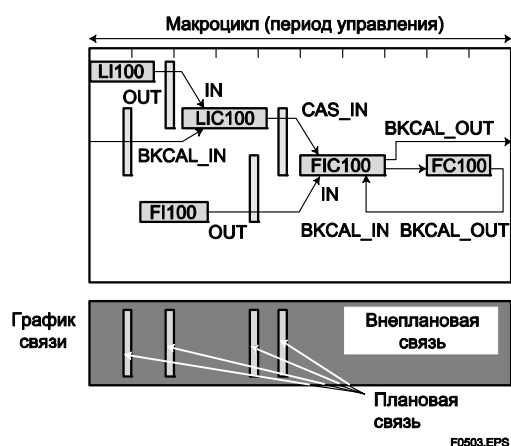 Макроцикл (период управления)
LI100
OUT
IN
LIC100
CAS_IN
BKCAL_OUT
BKCAL_IN
FIC100
FC100
IN
FI100
OUT
BKCAL_IN
BKCAL_OUT
График
связи
Внеплановая
связь
Плановая
связь
F0503.EPS